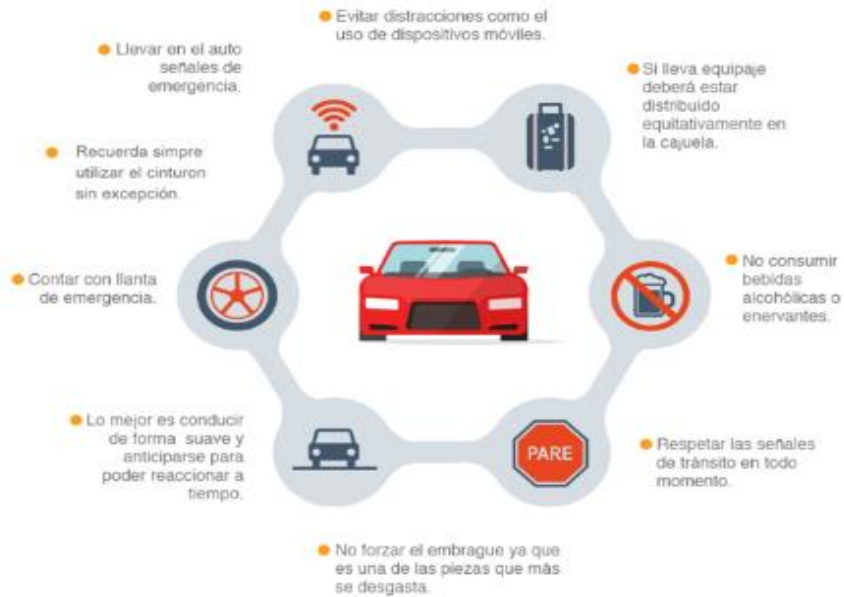 Evitar distracciones como el
uso de dispositivos móviles.
Llevar en el auto
señales de
emergencia.
Si lleva equipaje
deberá estar
distribuido
equitativamente en
la cajuela.
Recuerda simpre
utilizar el cinturon
sin excepción.
Contar con llanta
de emergencia.
No consumir
bebidas
alcohólicas o
enervantes.
Lo mejor es conducir
de forma suave y
anticiparse para
poder reaccionar a
tiempo.
PARE
Respetar las señales
de tránsito en todo
momento.
No forzar el embrague ya que
es una de las piezas que más
se desgasta.